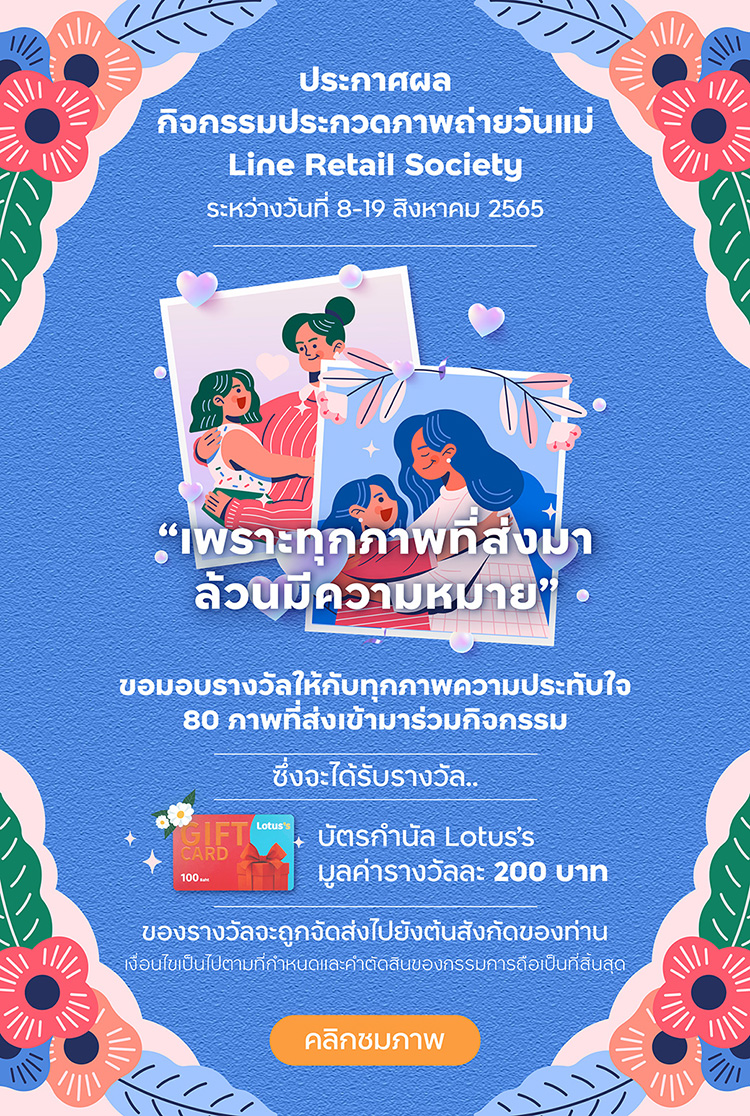 ประกาศผล
กิจกรรมประกวดภาพถ่ายวันแม่
Line Retail Society
ระหว่างวันที่ 8-19 สิงหาคม 2565
“เพราะทุกภาพที่ส่งมา
ล้วนมีความหมาย”
ขอมอบรางวัลให้กับทุกภาพความประทับใจ
80 ภาพที่ส่งเข้ามาร่วมกิจกรรม
ซึ่งจะได้รับรางวัล..
GIFT
CARD
Lotus's
100 บาท
บัตรกำนัล Lotus’s
มูลค่ารางวัลละ 200 บาท
ของรางวัลจะถูกจัดส่งไปยังต้นสังกัดของท่าน
เงื่อนไขเป็นไปตามที่กำหนดและคำตัดสินของกรรมการถือเป็นที่สิ้นสุด
คลิกชมภาพ